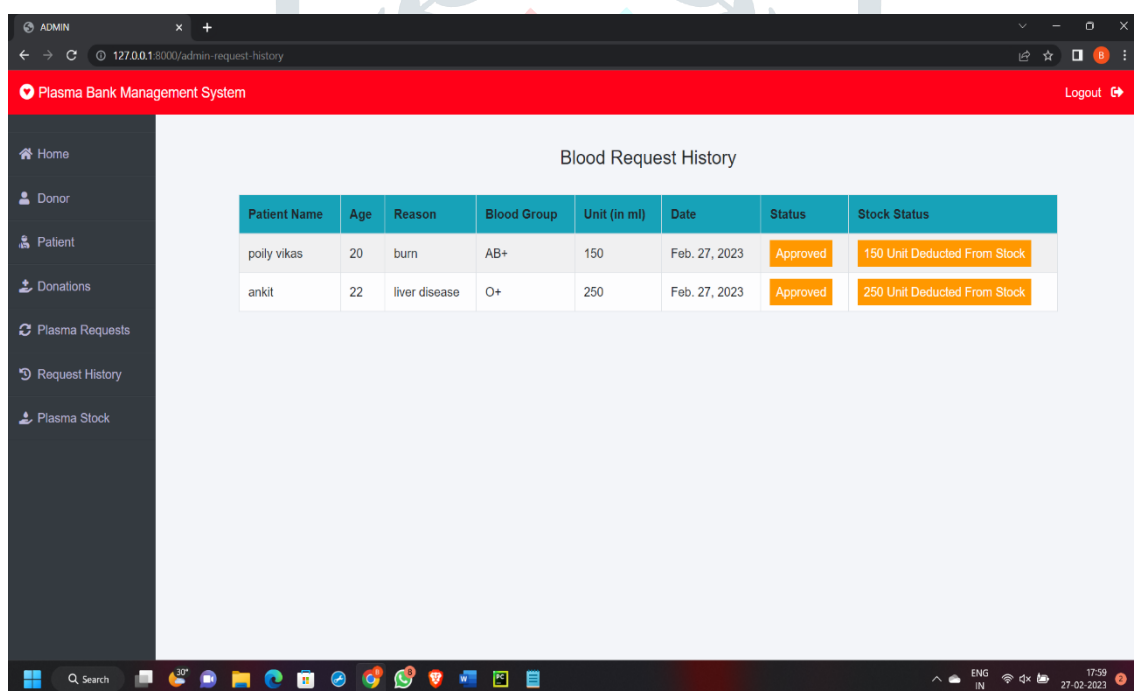 ADMIN
127.0.0.1:8000/admin-request-history
B
Plasma Bank Management System
Logout
Home
Donor
Patient
Donations
Plasma Requests
Request History
Plasma Stock
Blood Request History
Patient Name Age Reason Blood Group Unit (in ml) Date Status Stock Status
poily vikas 20 burn AB+ 150 Feb. 27, 2023 Approved 150 Unit Deducted From Stock
ankit 22 liver disease O+ 250 Feb. 27, 2023 Approved 250 Unit Deducted From Stock
Search
30°
ENG
IN
17:59
27-02-2023
2